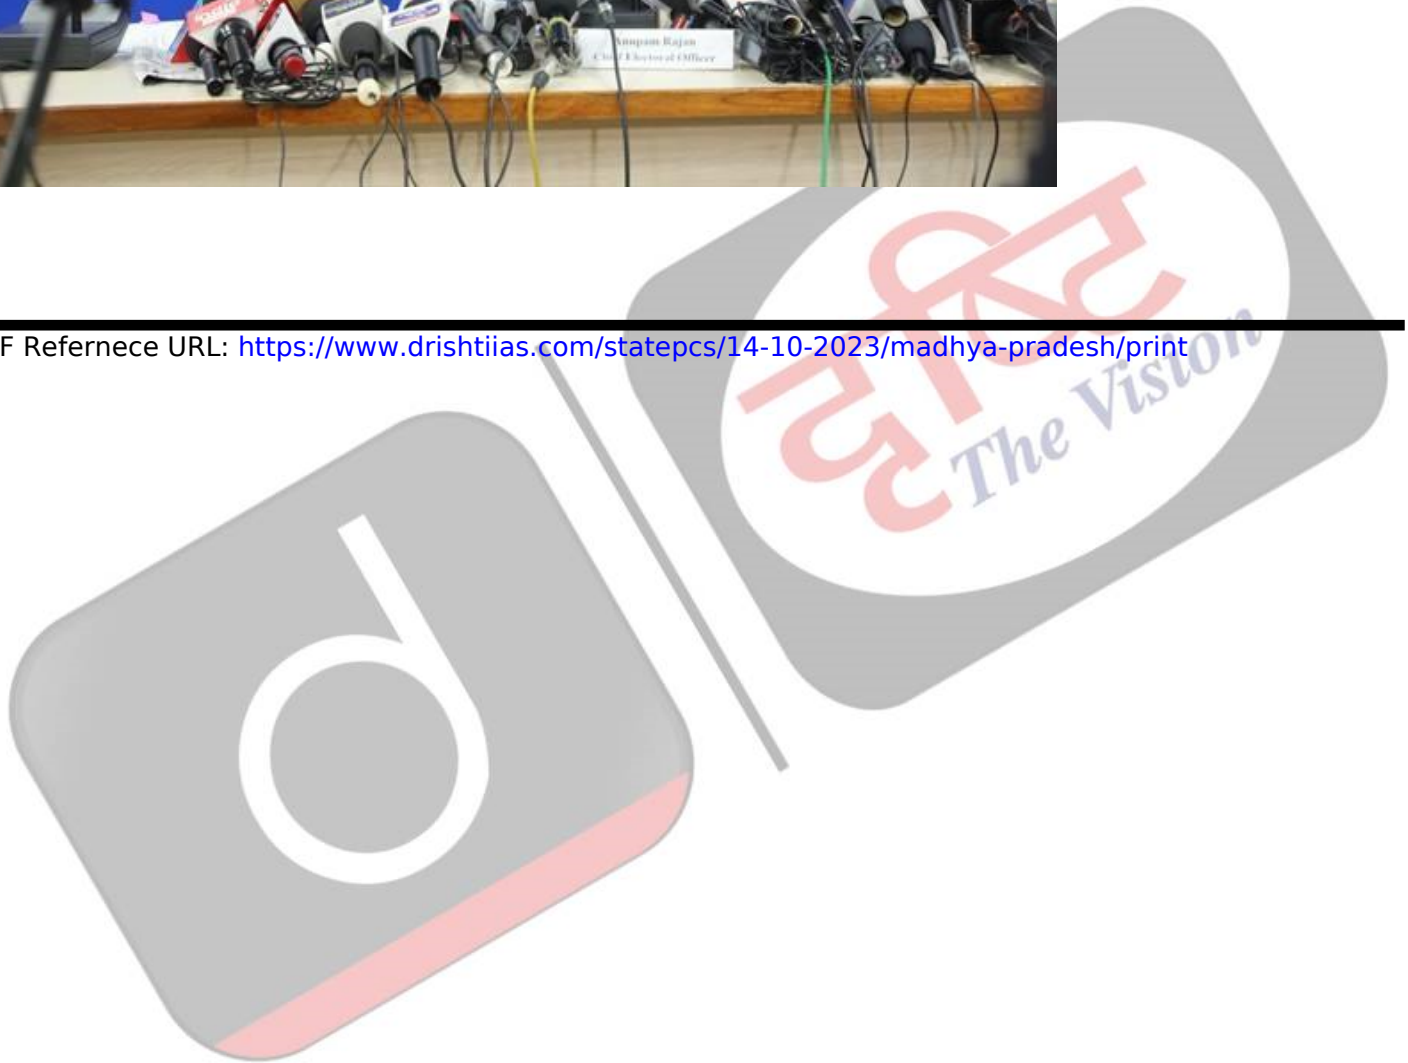 Anupam Rajan
Chief Electoral Officer
F Refernece URL: https://www.drishtiias.com/statepcs/14-10-2023/madhya-pradesh/print
दृष्टि
The Vision
d